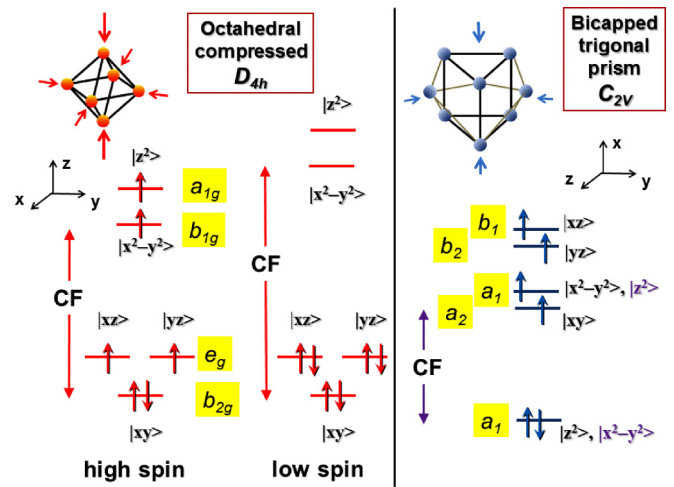 Octahedral
compressed
D4h
|z²>
z
x
y
|z²>
a1g
b1g
|x²–y²>
|x²–y²>
CF
CF
|xz>
|yz>
eg
b2g
|xy>
|xz>
|yz>
|xy>
high spin
low spin
Bicapped
trigonal
prism
C2V
x
z
y
b1
|xz>
b2
|yz>
a1
|x²–y²>, |z²>
a2
|xy>
CF
a1
|z²>, |x²–y²>